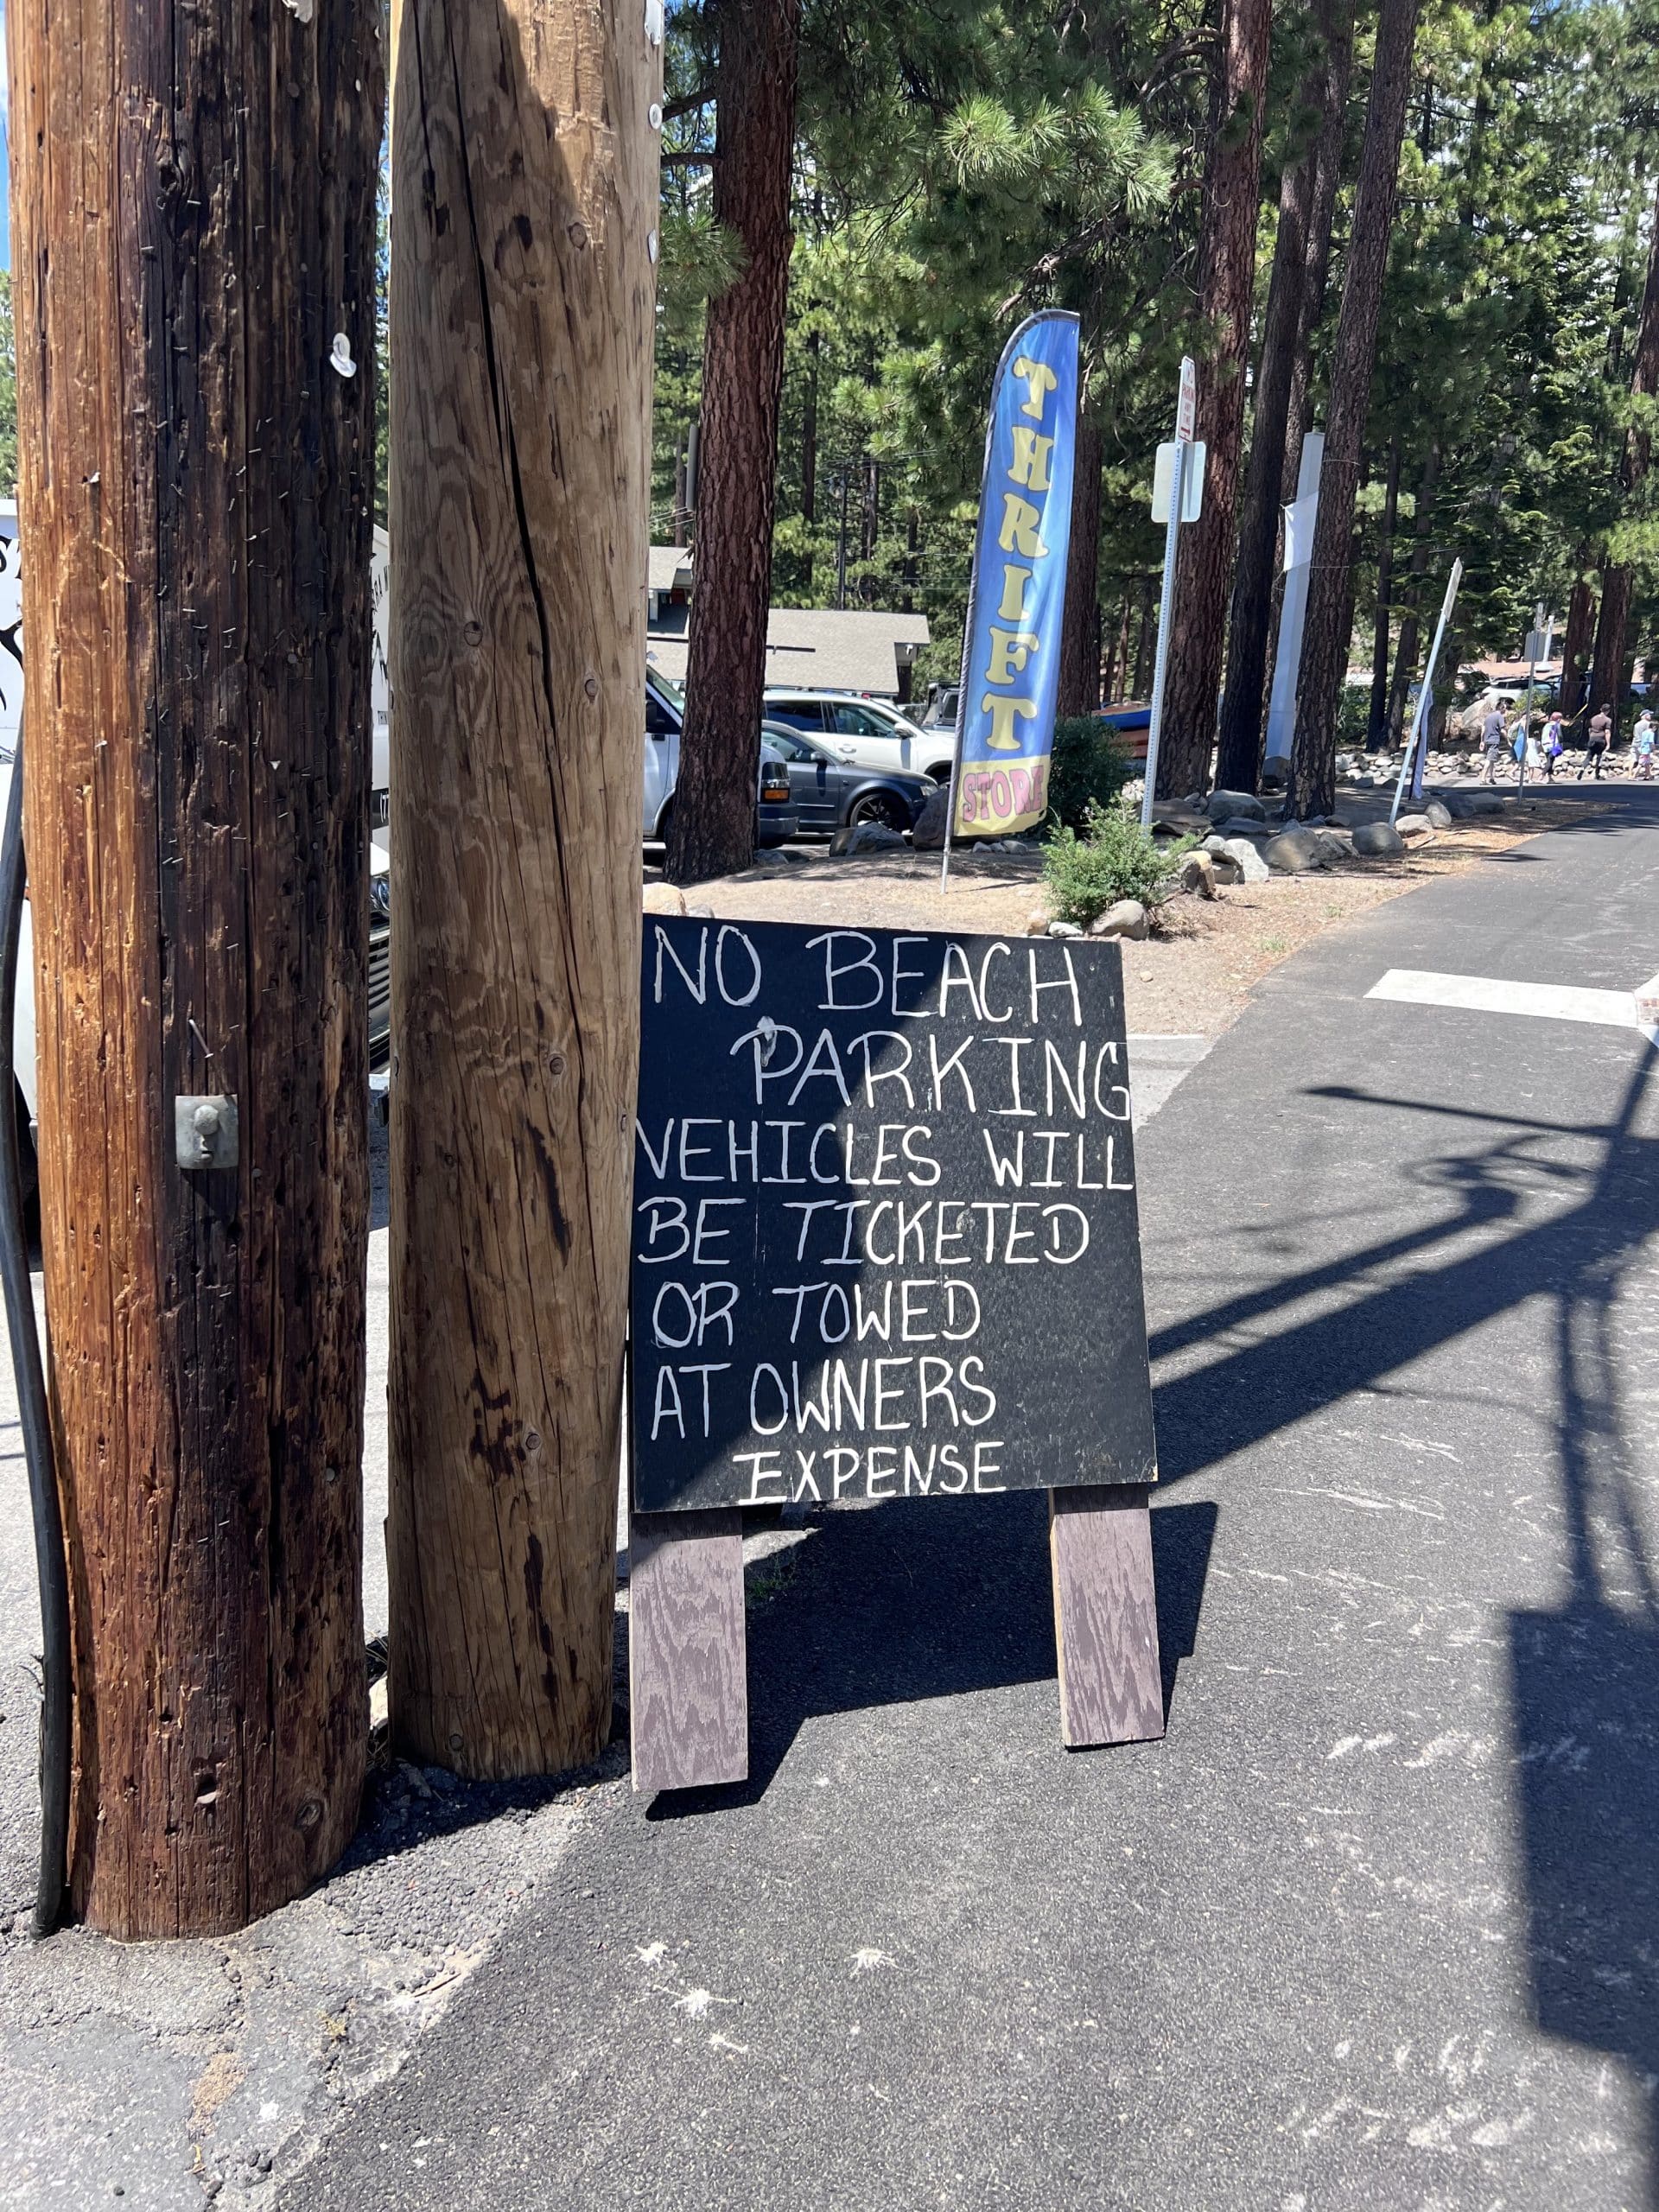 THRIFT
STORE
NO BEACH
PARKING
VEHICLES WILL
BE TICKETED
OR TOWED
AT OWNERS
EXPENSE